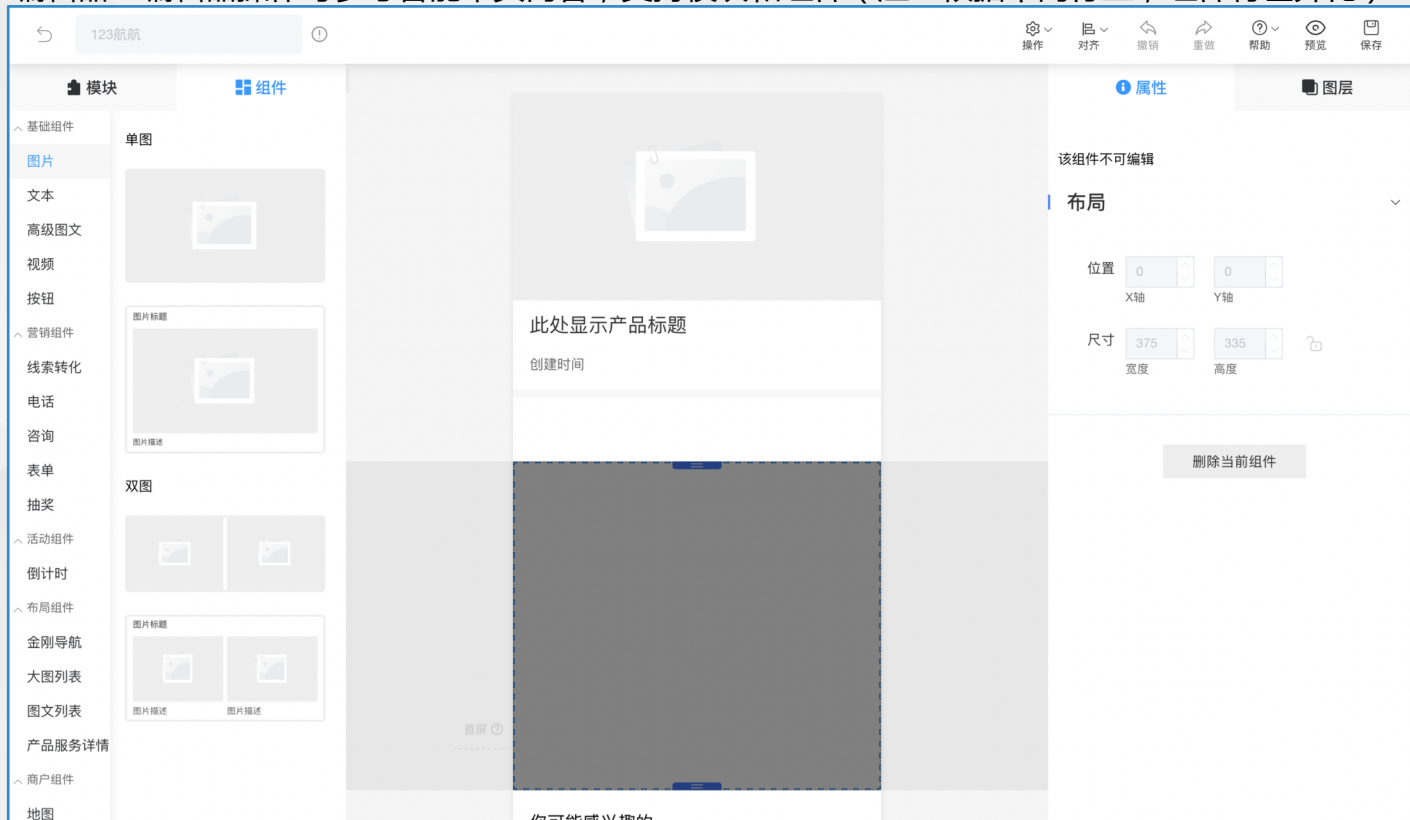 123航航
操作
对齐
撤销
重做
帮助
预览
保存
模块
组件
属性
图层
基础组件
图片
文本
高级图文
视频
按钮
营销组件
线索转化
电话
咨询
表单
抽奖
活动组件
倒计时
布局组件
金刚导航
大图列表
图文列表
产品服务详情
商户组件
地图
单图
图片标题
图片描述
双图
图片标题
图片描述
图片描述
此处显示产品标题
创建时间
首屏
你可能感兴趣的
该组件不可编辑
布局
位置
0
0
X轴
Y轴
尺寸
375
335
宽度
高度
删除当前组件